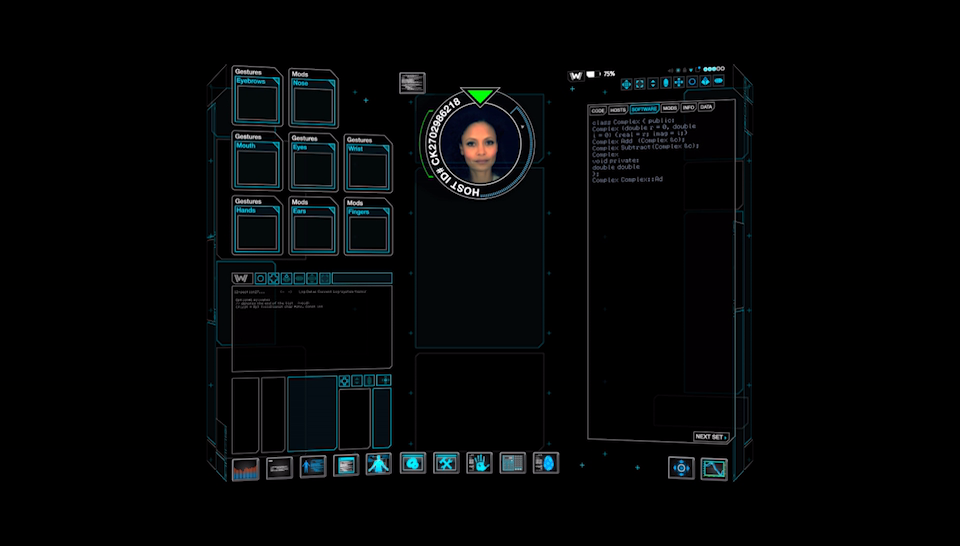 Gestures
Eyebrows
Mods
Nose
Gestures
Mouth
Gestures
Eyes
Gestures
Wrist
Gestures
Hands
Mods
Ears
Mods
Fingers
HOST ID# CK2702986218
W
75%
CODE
HOSTS
SOFTWARE
MODS
INFO
DATA
class Complex { public:
Complex (double r = 0, double
i = 0) {real = r; imag = i;}
Complex Add (Complex &c);
Complex Subtract(Complex &c);
Complex
void private:
double double
};
Complex Complex::Ad
W
NEXT SET